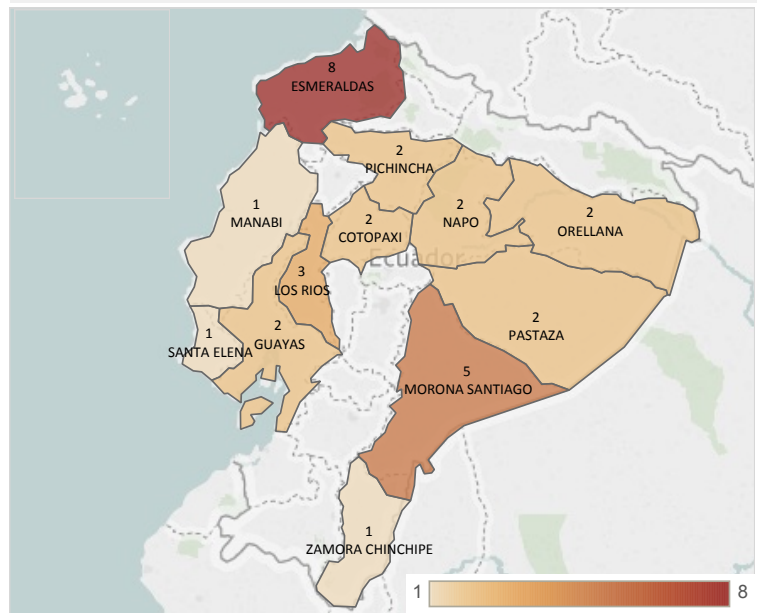 8
ESMERALDAS
2
PICHINCHA
1
MANABI
2
COTOPAXI
2
NAPO
2
ORELLANA
Ecuador
3
LOS RIOS
2
PASTAZA
1
SANTA ELENA
2
GUAYAS
5
MORONA SANTIAGO
1
ZAMORA CHINCHIPE
1 8